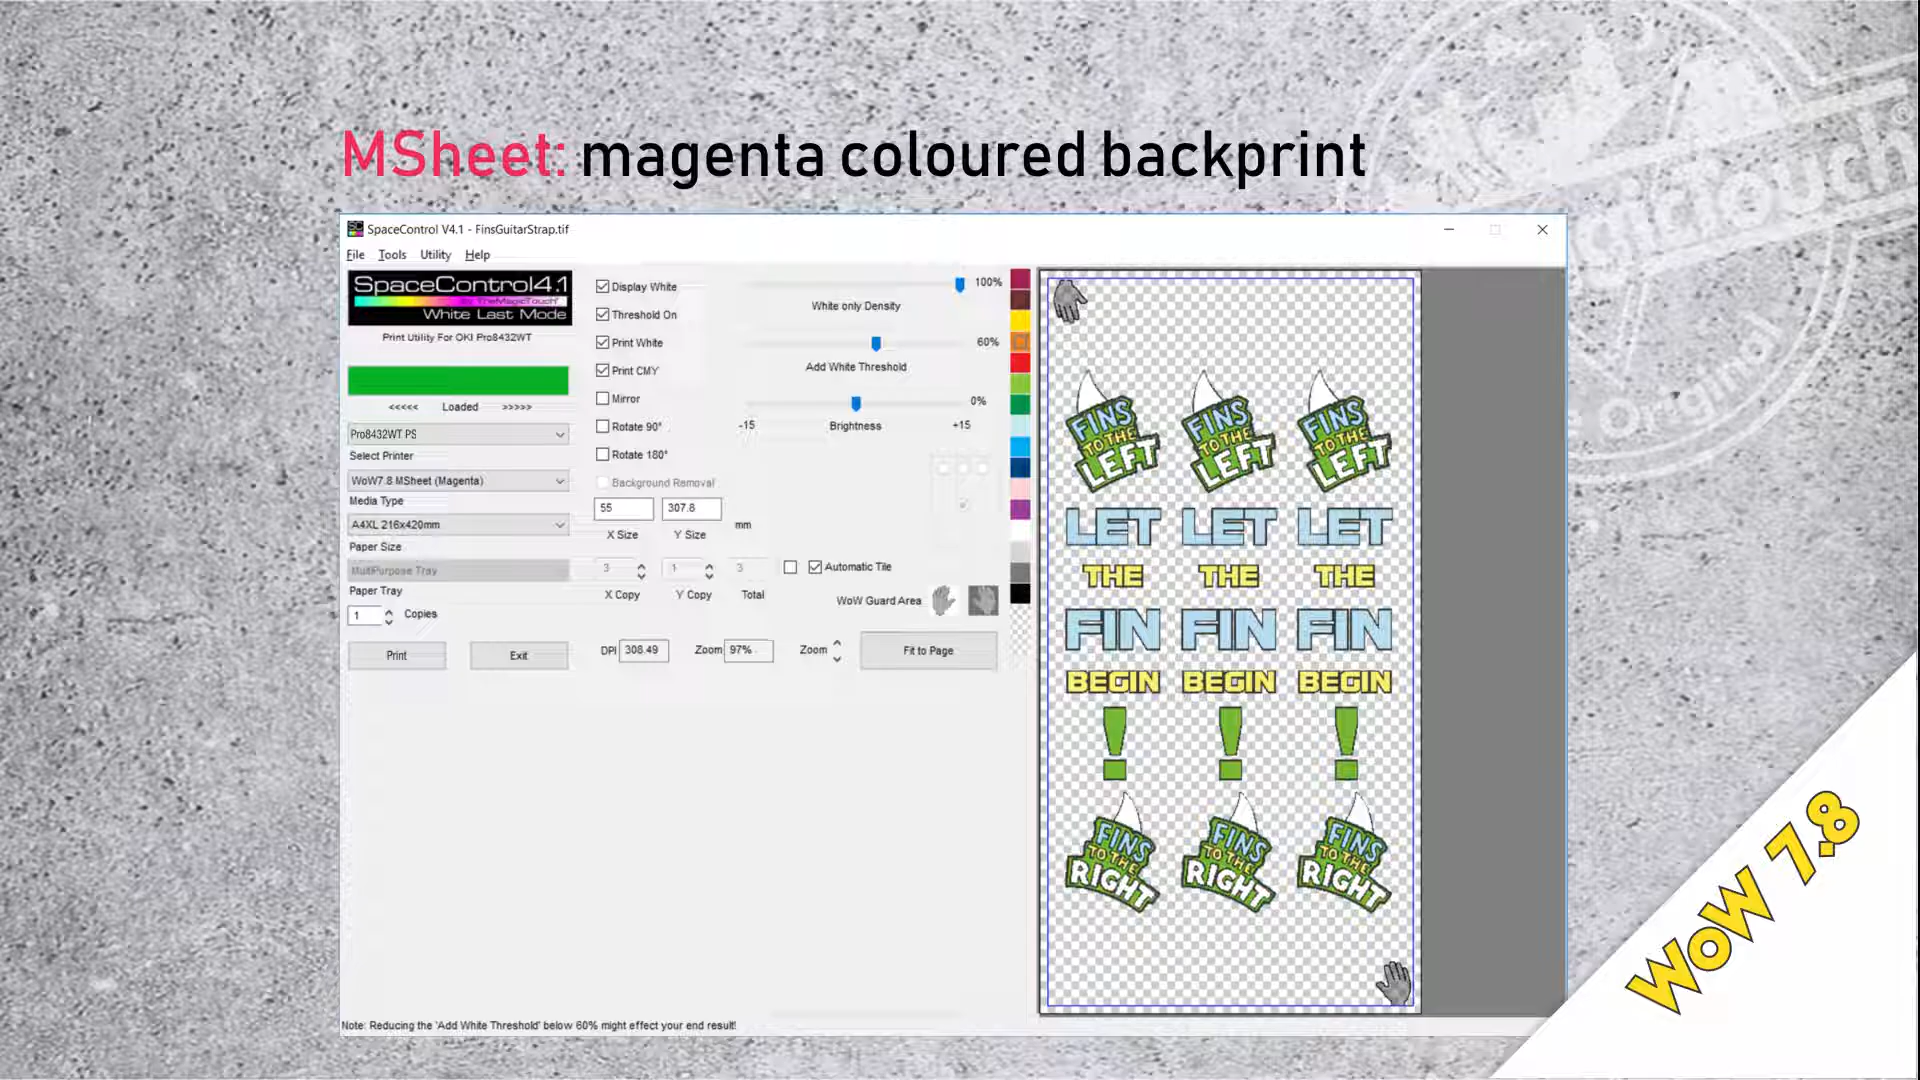 MSheet: magenta coloured backprint
SpaceControl V4.1 - FinsGuitarStrap.tif
File Tools Utility Help
SpaceControl4.1
by TheMagicTouch
White Last Mode
Print Utility For OKI Pro8432WT
<<<<< Loaded >>>>>
Pro8432WT PS
Select Printer
WoW7.8 MSheet (Magenta)
Media Type
A4XL 216x420mm
Paper Size
MultiPurpose Tray
Paper Tray
1 Copies
Print Exit
Display White
Threshold On
Print White
Print CMY
Mirror
Rotate 90°
Rotate 180°
Background Removal
55 307.8 mm
X Size Y Size
3 1 3
X Copy Y Copy Total
100%
White only Density
60%
Add White Threshold
0%
-15 Brightness +15
Automatic Tile
WoW Guard Area
DPI 308.49 Zoom 97% Zoom Fit to Page
FINS FINS FINS
TO THE TO THE TO THE
LEFT LEFT LEFT
LET LET LET
THE THE THE
FIN FIN FIN
BEGIN BEGIN BEGIN
! ! !
FINS FINS FINS
TO THE TO THE TO THE
RIGHT RIGHT RIGHT
Note: Reducing the 'Add White Threshold' below 60% might effect your end result!
WoW 7.8